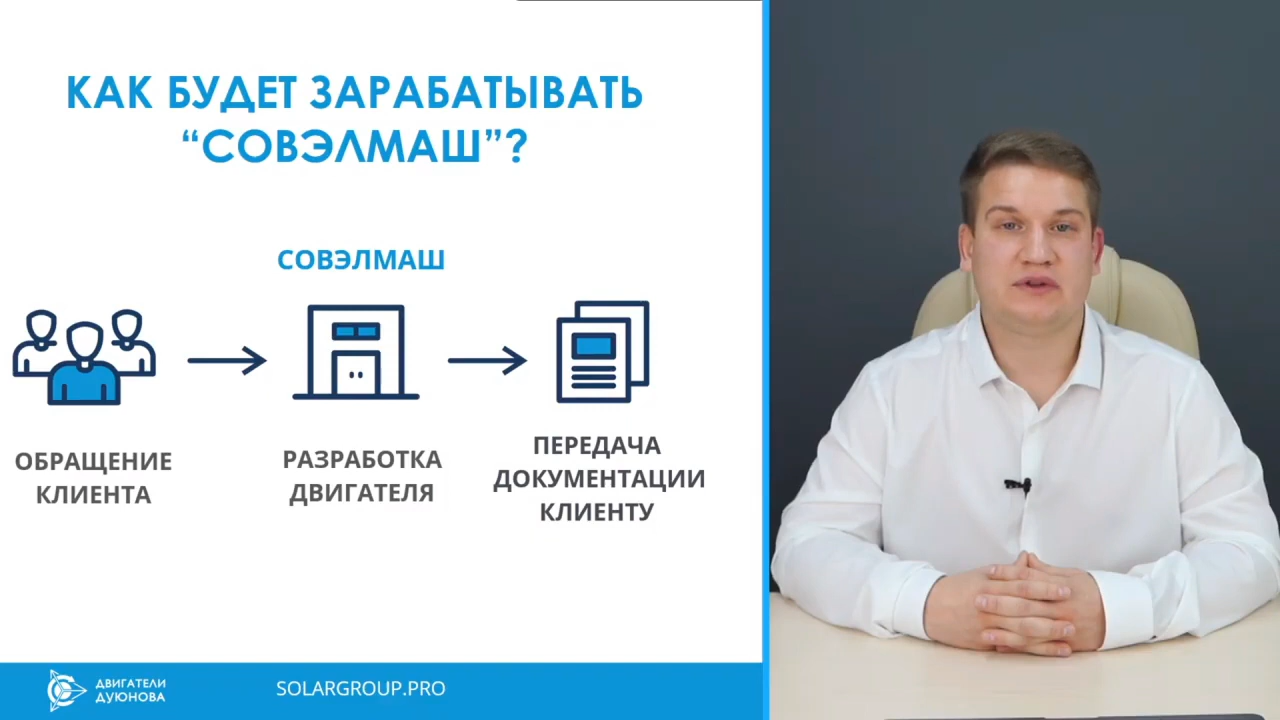 КАК БУДЕТ ЗАРАБАТЫВАТЬ
“СОВЭЛМАШ”?
СОВЭЛМАШ
ОБРАЩЕНИЕ
КЛИЕНТА
РАЗРАБОТКА
ДВИГАТЕЛЯ
ПЕРЕДАЧА
ДОКУМЕНТАЦИИ
КЛИЕНТУ
ДВИГАТЕЛИ
ДУЮНОВА
SOLARGROUP.PRO